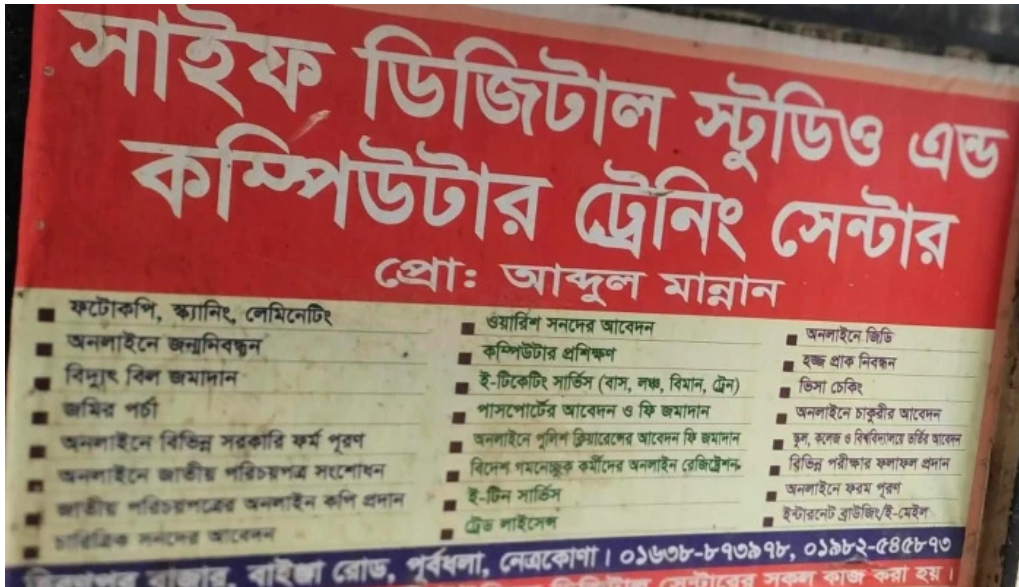 সাইফ ডিজিটাল স্টুডিও এন্ড
কম্পিউটার ট্রেনিং সেন্টার
প্রো: আব্দুল মান্নান
ফটোকপি, স্ক্যানিং, লেমিনেটিং
অনলাইনে জন্মনিবন্ধন
বিদ্যুৎ বিল জমাদান
জমির পর্চা
অনলাইনে বিভিন্ন সরকারি ফর্ম পূরণ
অনলাইনে জাতীয় পরিচয়পত্র সংশোধন
জাতীয় পরিচয়পত্রের অনলাইন কপি প্রদান
চারিত্রিক সনদের আবেদন
ওয়ারিশ সনদের আবেদন
কম্পিউটার প্রশিক্ষণ
ই-টিকেটিং সার্ভিস (বাস, লঞ্চ, বিমান, ট্রেন)
পাসপোর্টের আবেদন ও ফি জমাদান
অনলাইনে পুলিশ ক্লিয়ারেন্সের আবেদন ফি জমাদান
বিদেশ গমনেচ্ছুক কর্মীদের অনলাইন রেজিষ্ট্রেশন
ই-টিন সার্ভিস
ট্রেড লাইসেন্স
অনলাইনে জিডি
হজ্জ প্রাক নিবন্ধন
ভিসা চেকিং
অনলাইনে চাকুরীর আবেদন
স্কুল, কলেজ ও বিশ্ববিদ্যালয়ে ভর্তির আবেদন
বিভিন্ন পরীক্ষার ফলাফল প্রদান
অনলাইনে ফরম পূরণ
ইন্টারনেট ব্রাউজিং/ই-মেইল
বাজার, বাইঞ্জা রোড, পূর্বধলা, নেত্রকোণা। ০১৬৩৮-৮৭৩৯৭৮, ০১৯৮২-৫৪৫৮৭৩
ডিজিটাল সেন্টারের সকল কাজ করা হয়।